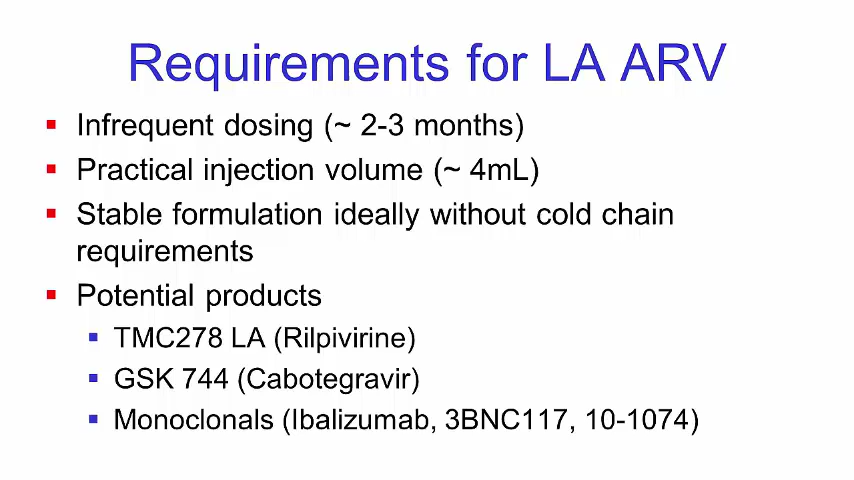 Requirements for LA ARV
Infrequent dosing (~ 2-3 months)
Practical injection volume (~ 4mL)
Stable formulation ideally without cold chain
requirements
Potential products
TMC278 LA (Rilpivirine)
GSK 744 (Cabotegravir)
Monoclonals (Ibalizumab, 3BNC117, 10-1074)